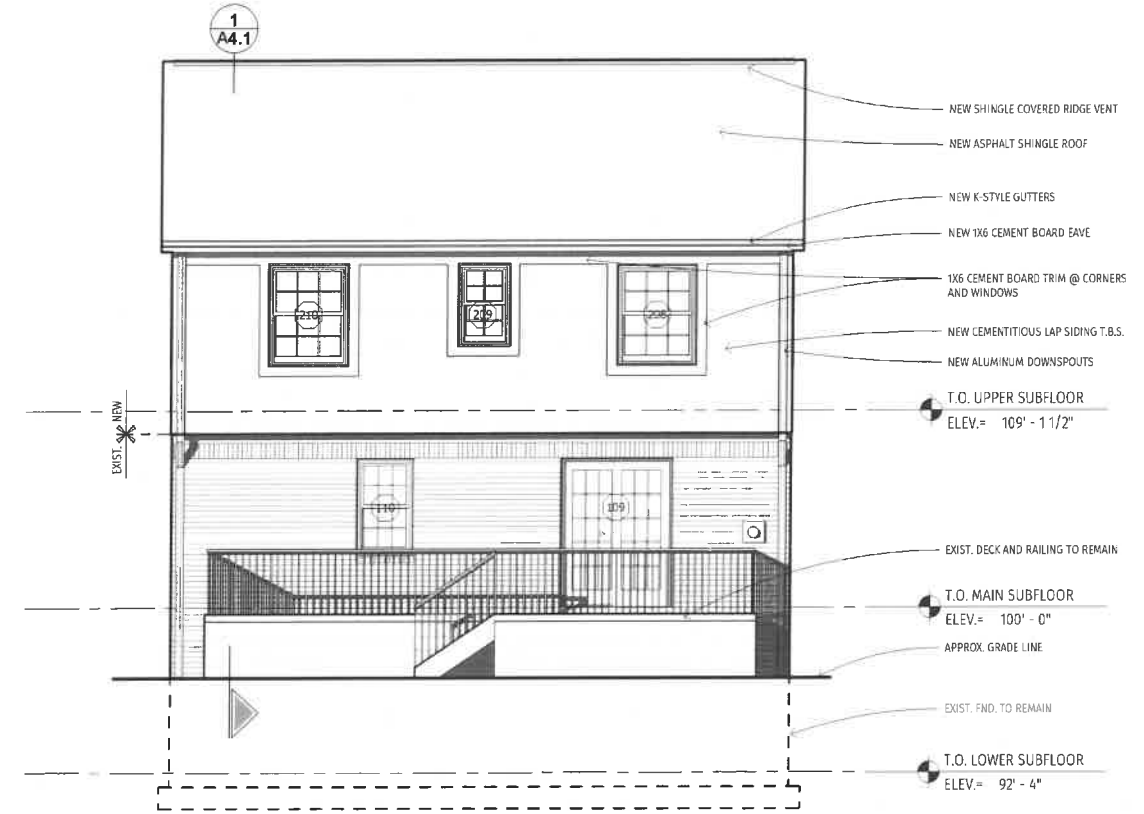 1
A4.1
NEW SHINGLE COVERED RIDGE VENT
NEW ASPHALT SHINGLE ROOF
NEW K-STYLE GUTTERS
NEW 1X6 CEMENT BOARD EAVE
1X6 CEMENT BOARD TRIM @ CORNERS
AND WINDOWS
210
209
208
NEW CEMENTITIOUS LAP SIDING T.B.S.
NEW ALUMINUM DOWNSPOUTS
T.O. UPPER SUBFLOOR
ELEV.= 109' - 1 1/2"
NEW
EXIST.
110
109
EXIST. DECK AND RAILING TO REMAIN
T.O. MAIN SUBFLOOR
ELEV.= 100' - 0"
APPROX. GRADE LINE
EXIST. FND. TO REMAIN
T.O. LOWER SUBFLOOR
ELEV.= 92' - 4"